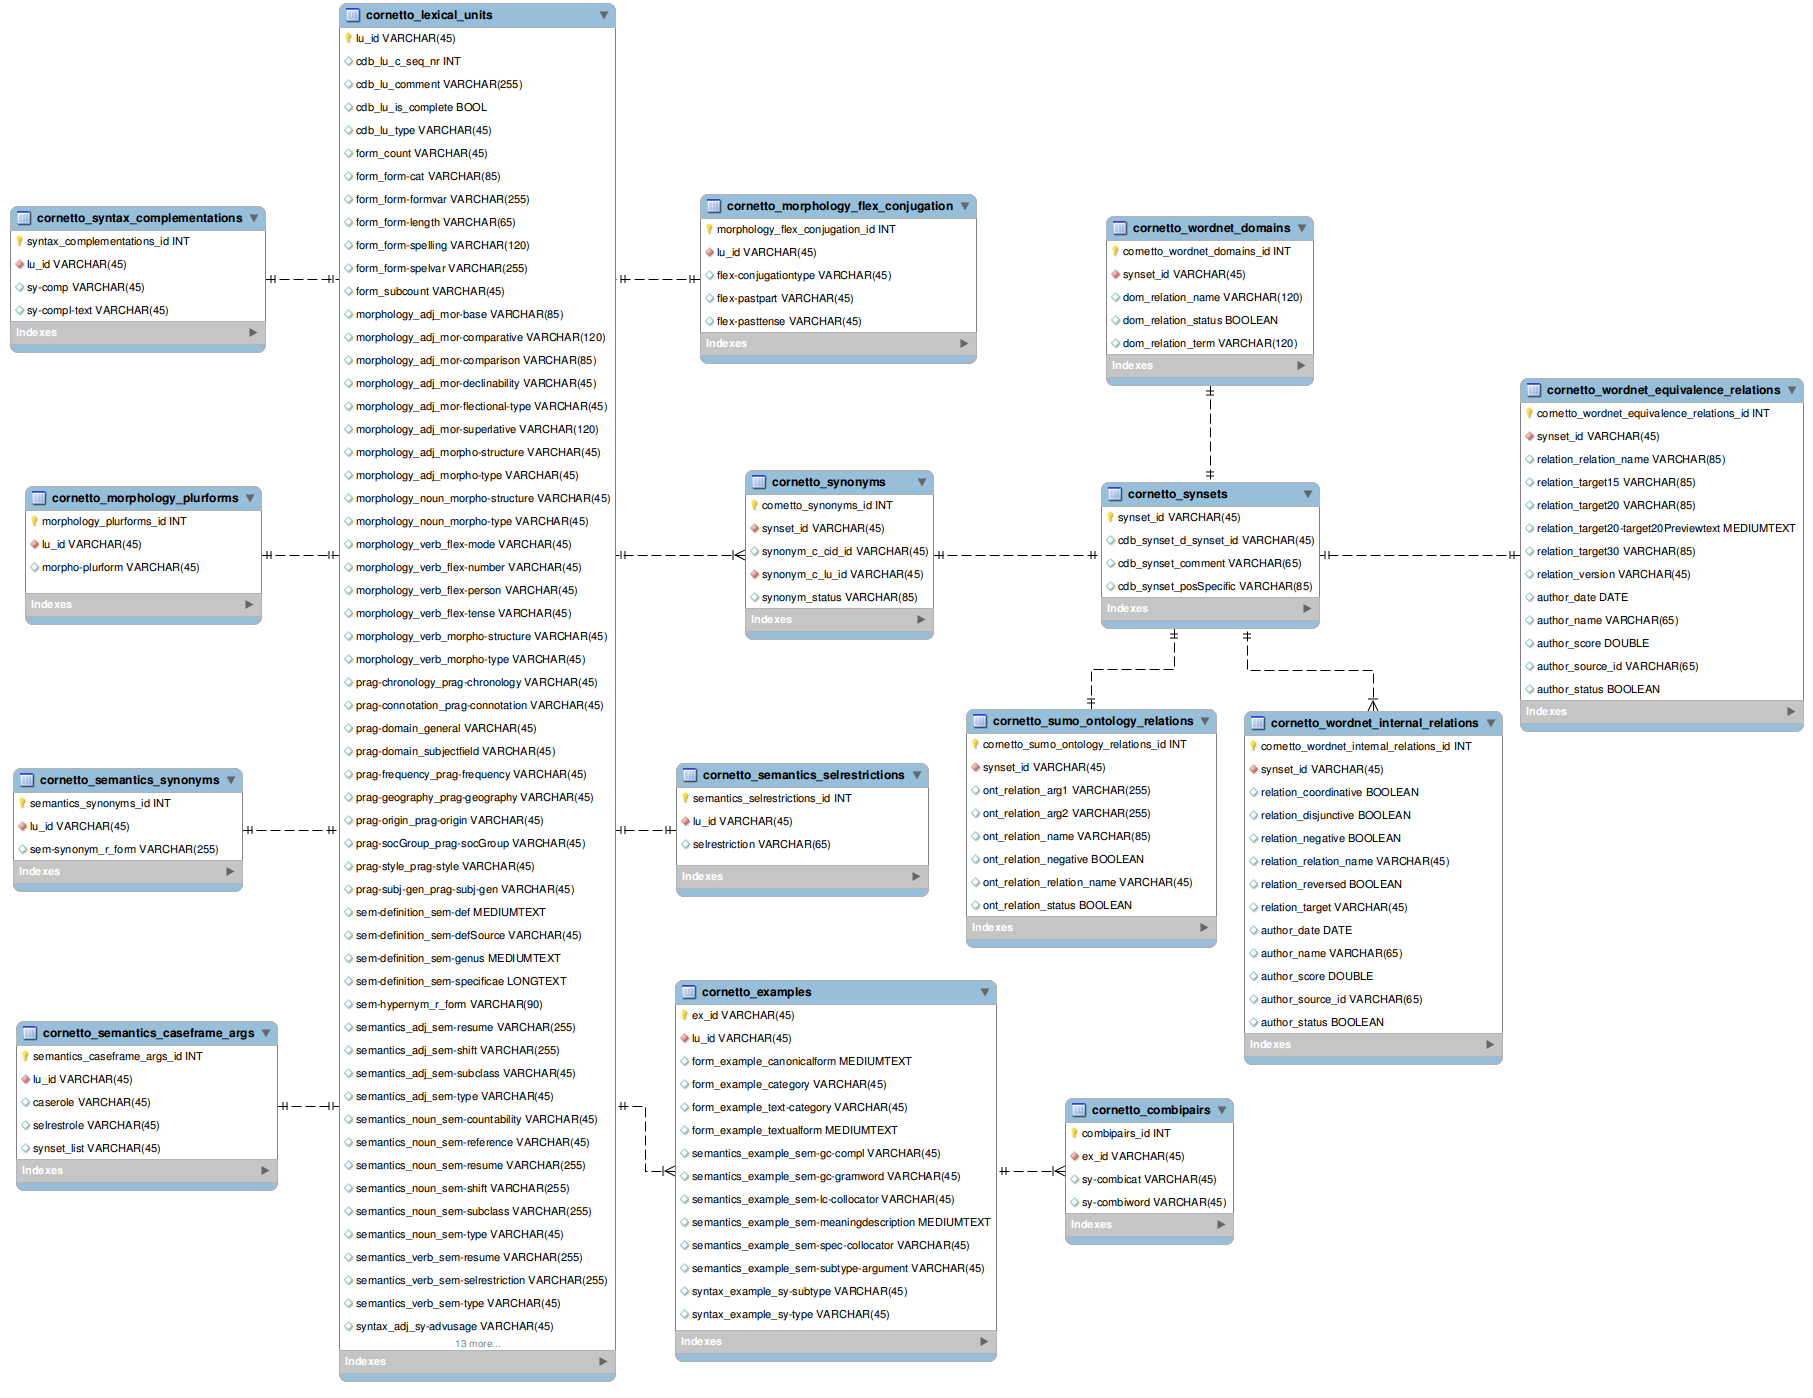 cornetto_lexical_units
lu_id VARCHAR(45)
cdb_lu_c_seq_nr INT
cdb_lu_comment VARCHAR(255)
cdb_lu_is_complete BOOL
cdb_lu_type VARCHAR(45)
form_count VARCHAR(45)
form_form-cat VARCHAR(85)
form_form-formvar VARCHAR(255)
form_form-length VARCHAR(65)
form_form-spelling VARCHAR(120)
form_form-spelvar VARCHAR(255)
form_subcount VARCHAR(45)
morphology_adj_mor-base VARCHAR(85)
morphology_adj_mor-comparative VARCHAR(120)
morphology_adj_mor-comparison VARCHAR(85)
morphology_adj_mor-declinability VARCHAR(45)
morphology_adj_mor-flectional-type VARCHAR(45)
morphology_adj_mor-superlative VARCHAR(120)
morphology_adj_morpho-structure VARCHAR(45)
morphology_adj_morpho-type VARCHAR(45)
morphology_noun_morpho-structure VARCHAR(45)
morphology_noun_morpho-type VARCHAR(45)
morphology_verb_flex-mode VARCHAR(45)
morphology_verb_flex-number VARCHAR(45)
morphology_verb_flex-person VARCHAR(45)
morphology_verb_flex-tense VARCHAR(45)
morphology_verb_morpho-structure VARCHAR(45)
morphology_verb_morpho-type VARCHAR(45)
prag-chronology_prag-chronology VARCHAR(45)
prag-connotation_prag-connotation VARCHAR(45)
prag-domain_general VARCHAR(45)
prag-domain_subjectfield VARCHAR(45)
prag-frequency_prag-frequency VARCHAR(45)
prag-geography_prag-geography VARCHAR(45)
prag-origin_prag-origin VARCHAR(45)
prag-socGroup_prag-socGroup VARCHAR(45)
prag-style_prag-style VARCHAR(45)
prag-subj-gen_prag-subj-gen VARCHAR(45)
sem-definition_sem-def MEDIUMTEXT
sem-definition_sem-defSource VARCHAR(45)
sem-definition_sem-genus MEDIUMTEXT
sem-definition_sem-specificae LONGTEXT
sem-hypernym_r_form VARCHAR(90)
semantics_adj_sem-resume VARCHAR(255)
semantics_adj_sem-shift VARCHAR(255)
semantics_adj_sem-subclass VARCHAR(45)
semantics_adj_sem-type VARCHAR(45)
semantics_noun_sem-countability VARCHAR(45)
semantics_noun_sem-reference VARCHAR(45)
semantics_noun_sem-resume VARCHAR(255)
semantics_noun_sem-shift VARCHAR(255)
semantics_noun_sem-subclass VARCHAR(255)
semantics_noun_sem-type VARCHAR(45)
semantics_verb_sem-resume VARCHAR(255)
semantics_verb_sem-selrestriction VARCHAR(255)
semantics_verb_sem-type VARCHAR(45)
syntax_adj_sy-advusage VARCHAR(45)
13 more...
Indexes
cornetto_syntax_complementations
syntax_complementations_id INT
lu_id VARCHAR(45)
sy-comp VARCHAR(45)
sy-compl-text VARCHAR(45)
Indexes
cornetto_morphology_plurforms
morphology_plurforms_id INT
lu_id VARCHAR(45)
morpho-plurform VARCHAR(45)
Indexes
cornetto_semantics_synonyms
semantics_synonyms_id INT
lu_id VARCHAR(45)
sem-synonym_r_form VARCHAR(255)
Indexes
cornetto_semantics_caseframe_args
semantics_caseframe_args_id INT
lu_id VARCHAR(45)
caserole VARCHAR(45)
selrestrole VARCHAR(45)
synset_list VARCHAR(45)
Indexes
cornetto_morphology_flex_conjugation
morphology_flex_conjugation_id INT
lu_id VARCHAR(45)
flex-conjugationtype VARCHAR(45)
flex-pastpart VARCHAR(45)
flex-pasttense VARCHAR(45)
Indexes
cornetto_synonyms
cornetto_synonyms_id INT
synset_id VARCHAR(45)
synonym_c_cid_id VARCHAR(45)
synonym_c_lu_id VARCHAR(45)
synonym_status VARCHAR(85)
Indexes
cornetto_semantics_selrestrictions
semantics_selrestrictions_id INT
lu_id VARCHAR(45)
selrestriction VARCHAR(65)
Indexes
cornetto_examples
ex_id VARCHAR(45)
lu_id VARCHAR(45)
form_example_canonicalform MEDIUMTEXT
form_example_category VARCHAR(45)
form_example_text-category VARCHAR(45)
form_example_textualform MEDIUMTEXT
semantics_example_sem-gc-compl VARCHAR(45)
semantics_example_sem-gc-gramword VARCHAR(45)
semantics_example_sem-lc-collocator VARCHAR(45)
semantics_example_sem-meaningdescription MEDIUMTEXT
semantics_example_sem-spec-collocator VARCHAR(45)
semantics_example_sem-subtype-argument VARCHAR(45)
syntax_example_sy-subtype VARCHAR(45)
syntax_example_sy-type VARCHAR(45)
Indexes
cornetto_wordnet_domains
cornetto_wordnet_domains_id INT
synset_id VARCHAR(45)
dom_relation_name VARCHAR(120)
dom_relation_status BOOLEAN
dom_relation_term VARCHAR(120)
Indexes
cornetto_synsets
synset_id VARCHAR(45)
cdb_synset_d_synset_id VARCHAR(45)
cdb_synset_comment VARCHAR(65)
cdb_synset_posSpecific VARCHAR(85)
Indexes
cornetto_sumo_ontology_relations
cornetto_sumo_ontology_relations_id INT
synset_id VARCHAR(45)
ont_relation_arg1 VARCHAR(255)
ont_relation_arg2 VARCHAR(255)
ont_relation_name VARCHAR(85)
ont_relation_negative BOOLEAN
ont_relation_relation_name VARCHAR(45)
ont_relation_status BOOLEAN
Indexes
cornetto_combipairs
combipairs_id INT
ex_id VARCHAR(45)
sy-combicat VARCHAR(45)
sy-combiword VARCHAR(45)
Indexes
cornetto_wordnet_internal_relations
cornetto_wordnet_internal_relations_id INT
synset_id VARCHAR(45)
relation_coordinative BOOLEAN
relation_disjunctive BOOLEAN
relation_negative BOOLEAN
relation_relation_name VARCHAR(45)
relation_reversed BOOLEAN
relation_target VARCHAR(45)
author_date DATE
author_name VARCHAR(65)
author_score DOUBLE
author_source_id VARCHAR(65)
author_status BOOLEAN
Indexes
cornetto_wordnet_equivalence_relations
cornetto_wordnet_equivalence_relations_id INT
synset_id VARCHAR(45)
relation_relation_name VARCHAR(85)
relation_target15 VARCHAR(85)
relation_target20 VARCHAR(85)
relation_target20-target20Previewtext MEDIUMTEXT
relation_target30 VARCHAR(85)
relation_version VARCHAR(45)
author_date DATE
author_name VARCHAR(65)
author_score DOUBLE
author_source_id VARCHAR(65)
author_status BOOLEAN
Indexes